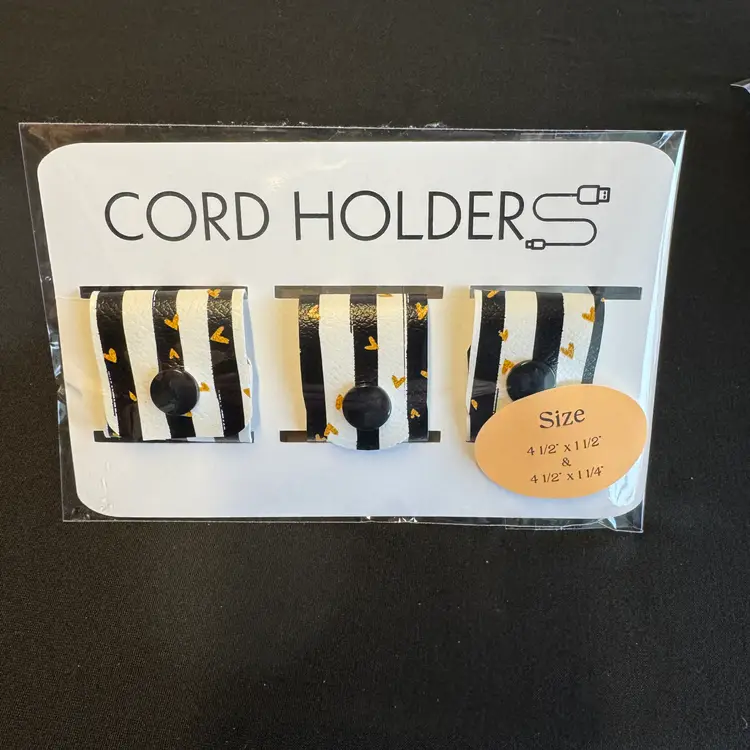 CORD HOLDERS
Size
4 1/2" x 1 1/2"
&
4 1/2" x 1 1/4"